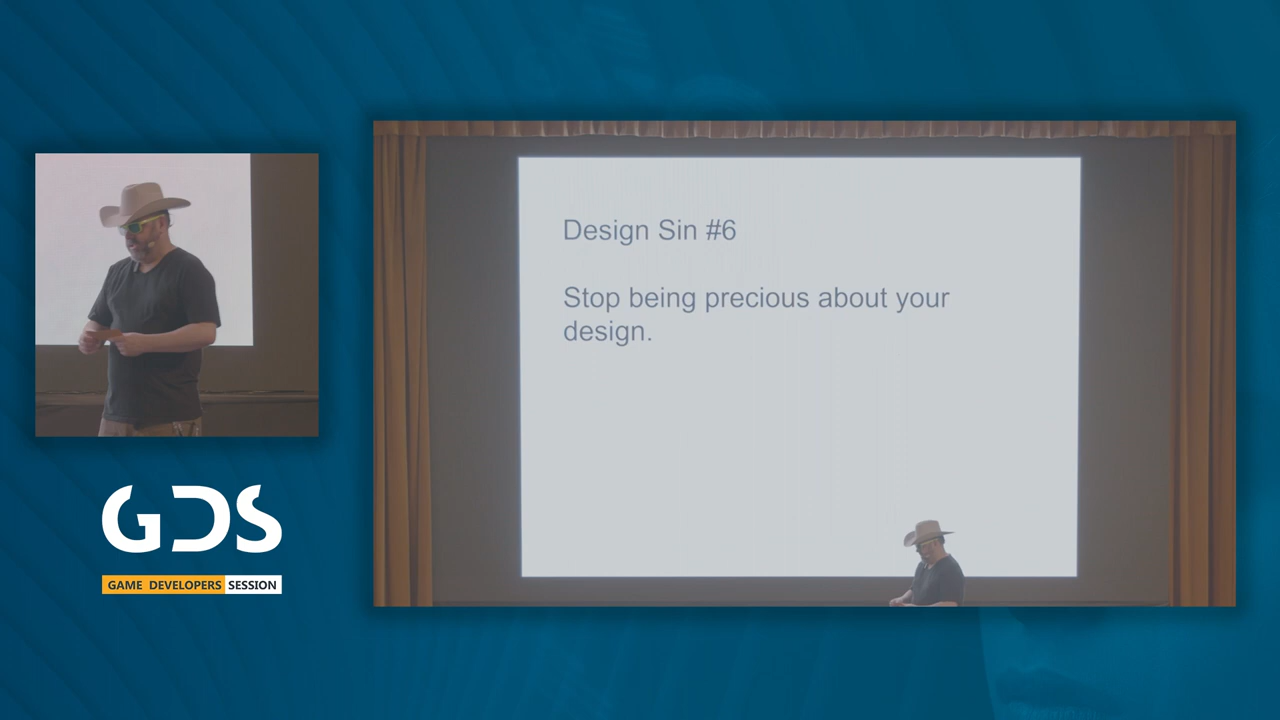 Design Sin #6
Stop being precious about your
design.
GDS
GAME DEVELOPERS SESSION